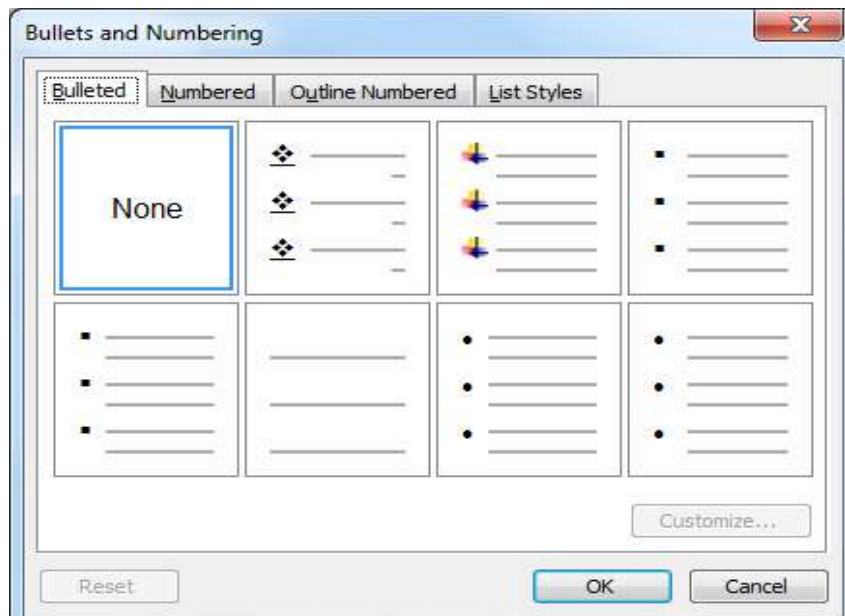 Bullets and Numbering
Bulleted Numbered Outline Numbered List Styles
None
Customize...
Reset OK Cancel